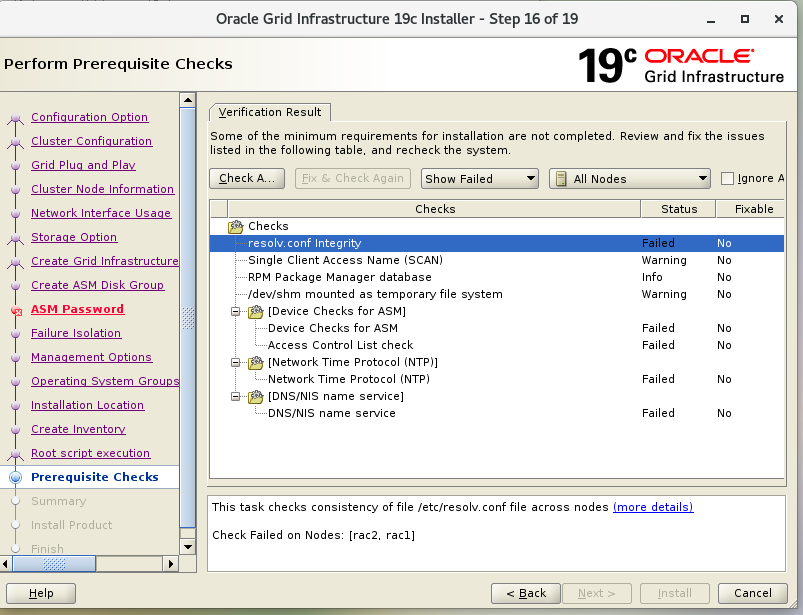 Oracle Grid Infrastructure 19c Installer - Step 16 of 19
Perform Prerequisite Checks
19c ORACLE
Grid Infrastructure
Configuration Option
Cluster Configuration
Grid Plug and Play
Cluster Node Information
Network Interface Usage
Storage Option
Create Grid Infrastructure
Create ASM Disk Group
ASM Password
Failure Isolation
Management Options
Operating System Groups
Installation Location
Create Inventory
Root script execution
Prerequisite Checks
Summary
Install Product
Finish
Verification Result
Some of the minimum requirements for installation are not completed. Review and fix the issues
listed in the following table, and recheck the system.
Check A... Fix & Check Again Show Failed All Nodes Ignore A
Checks Status Fixable
Checks
resolv.conf Integrity Failed No
Single Client Access Name (SCAN) Warning No
RPM Package Manager database Info No
/dev/shm mounted as temporary file system Warning No
[Device Checks for ASM]
Device Checks for ASM Failed No
Access Control List check Failed No
[Network Time Protocol (NTP)]
Network Time Protocol (NTP) Failed No
[DNS/NIS name service]
DNS/NIS name service Failed No
This task checks consistency of file /etc/resolv.conf file across nodes (more details)
Check Failed on Nodes: [rac2, rac1]
Help < Back Next > Install Cancel